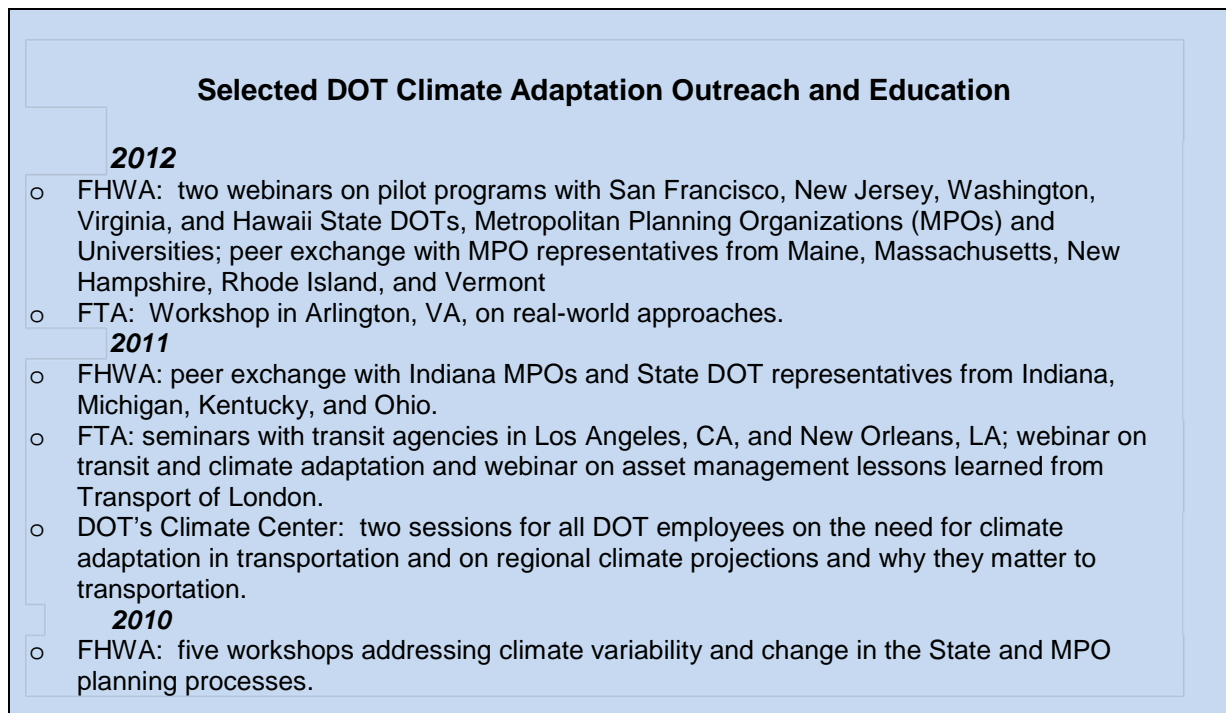 Selected DOT Climate Adaptation Outreach and Education
2012
o FHWA:  two webinars on pilot programs with San Francisco, New Jersey, Washington,
Virginia, and Hawaii State DOTs, Metropolitan Planning Organizations (MPOs) and
Universities; peer exchange with MPO representatives from Maine, Massachusetts, New
Hampshire, Rhode Island, and Vermont
o FTA:  Workshop in Arlington, VA, on real-world approaches.
2011
o FHWA: peer exchange with Indiana MPOs and State DOT representatives from Indiana,
Michigan, Kentucky, and Ohio.
o FTA: seminars with transit agencies in Los Angeles, CA, and New Orleans, LA; webinar on
transit and climate adaptation and webinar on asset management lessons learned from
Transport of London.
o DOT’s Climate Center:  two sessions for all DOT employees on the need for climate
adaptation in transportation and on regional climate projections and why they matter to
transportation.
2010
o FHWA:  five workshops addressing climate variability and change in the State and MPO
planning processes.